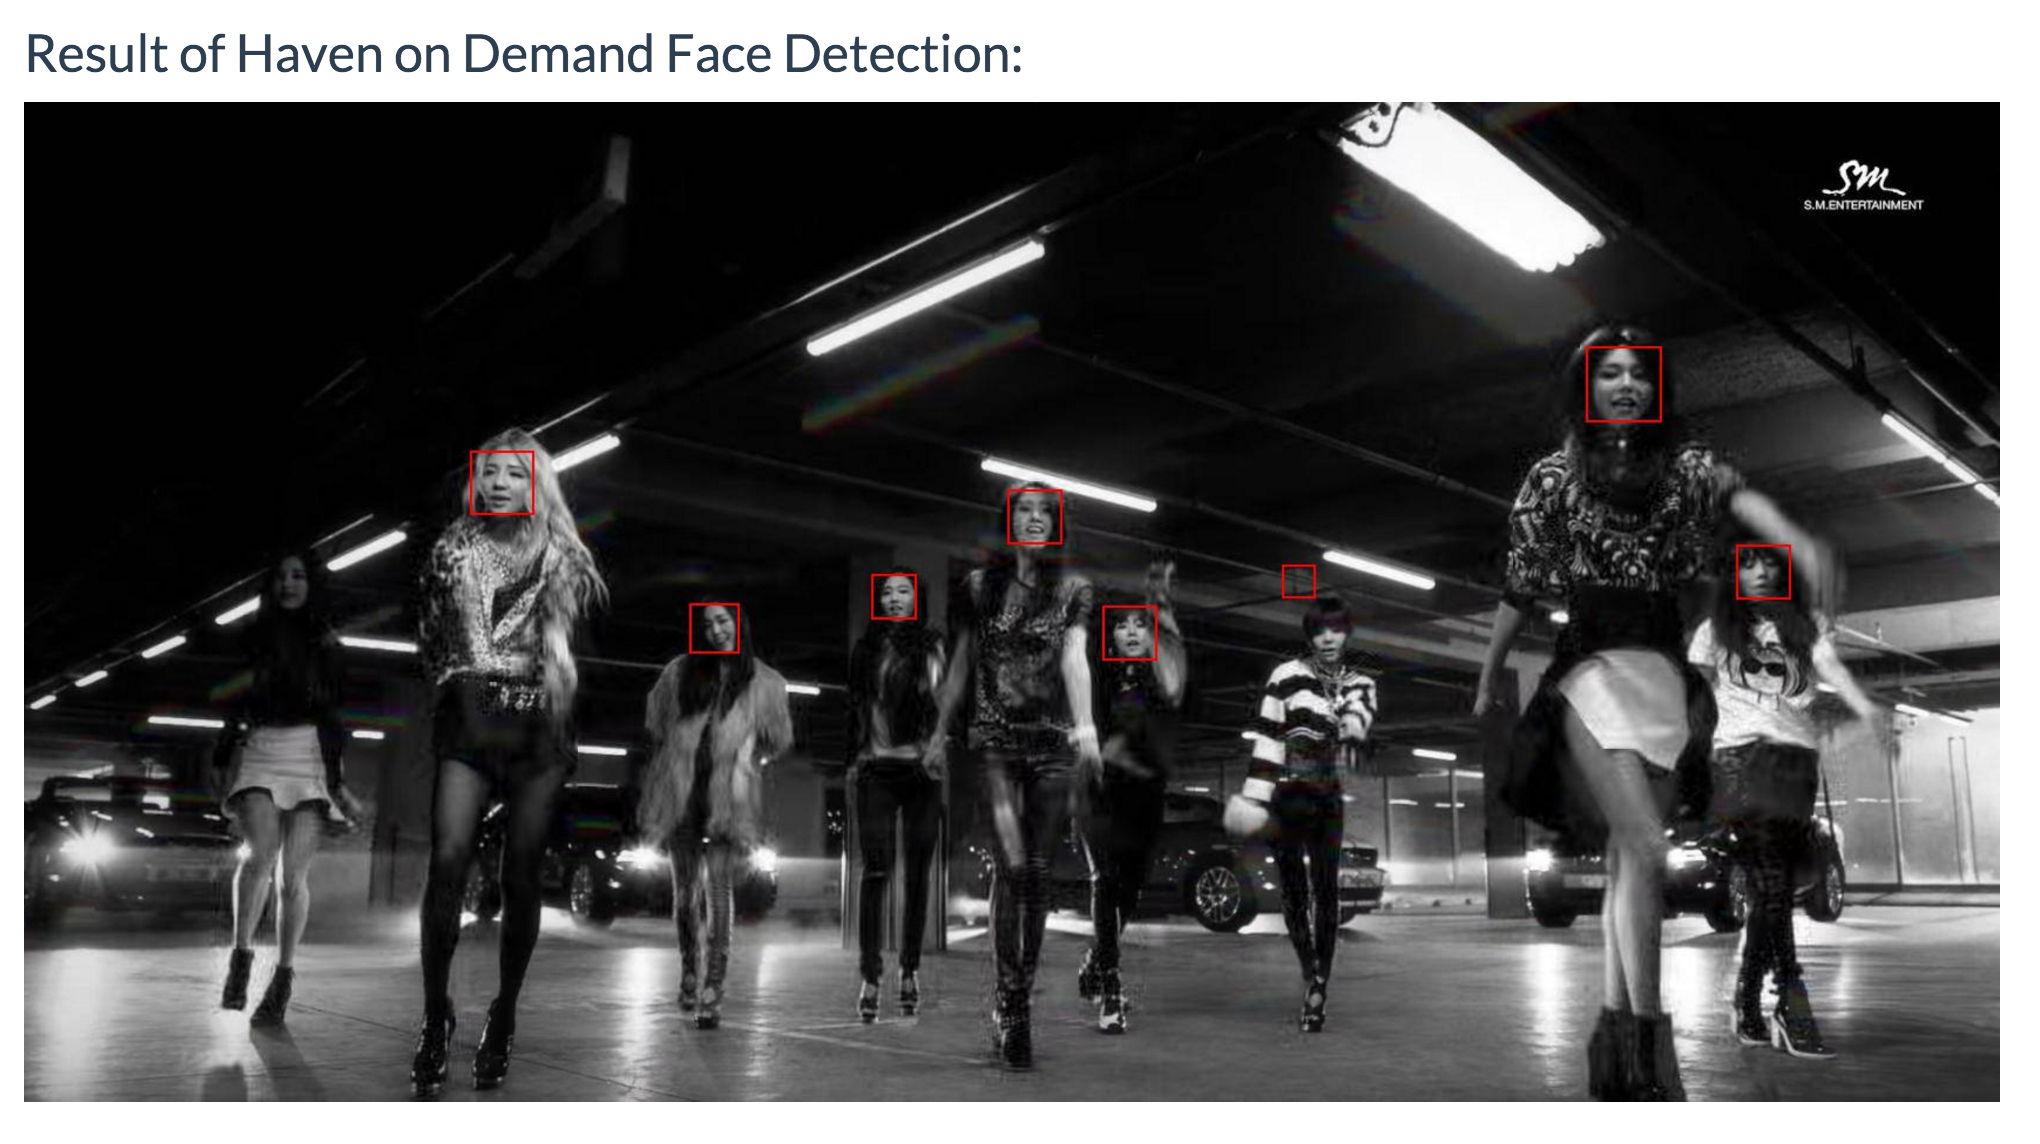 Result of Haven on Demand Face Detection:
SM
S.M.ENTERTAINMENT